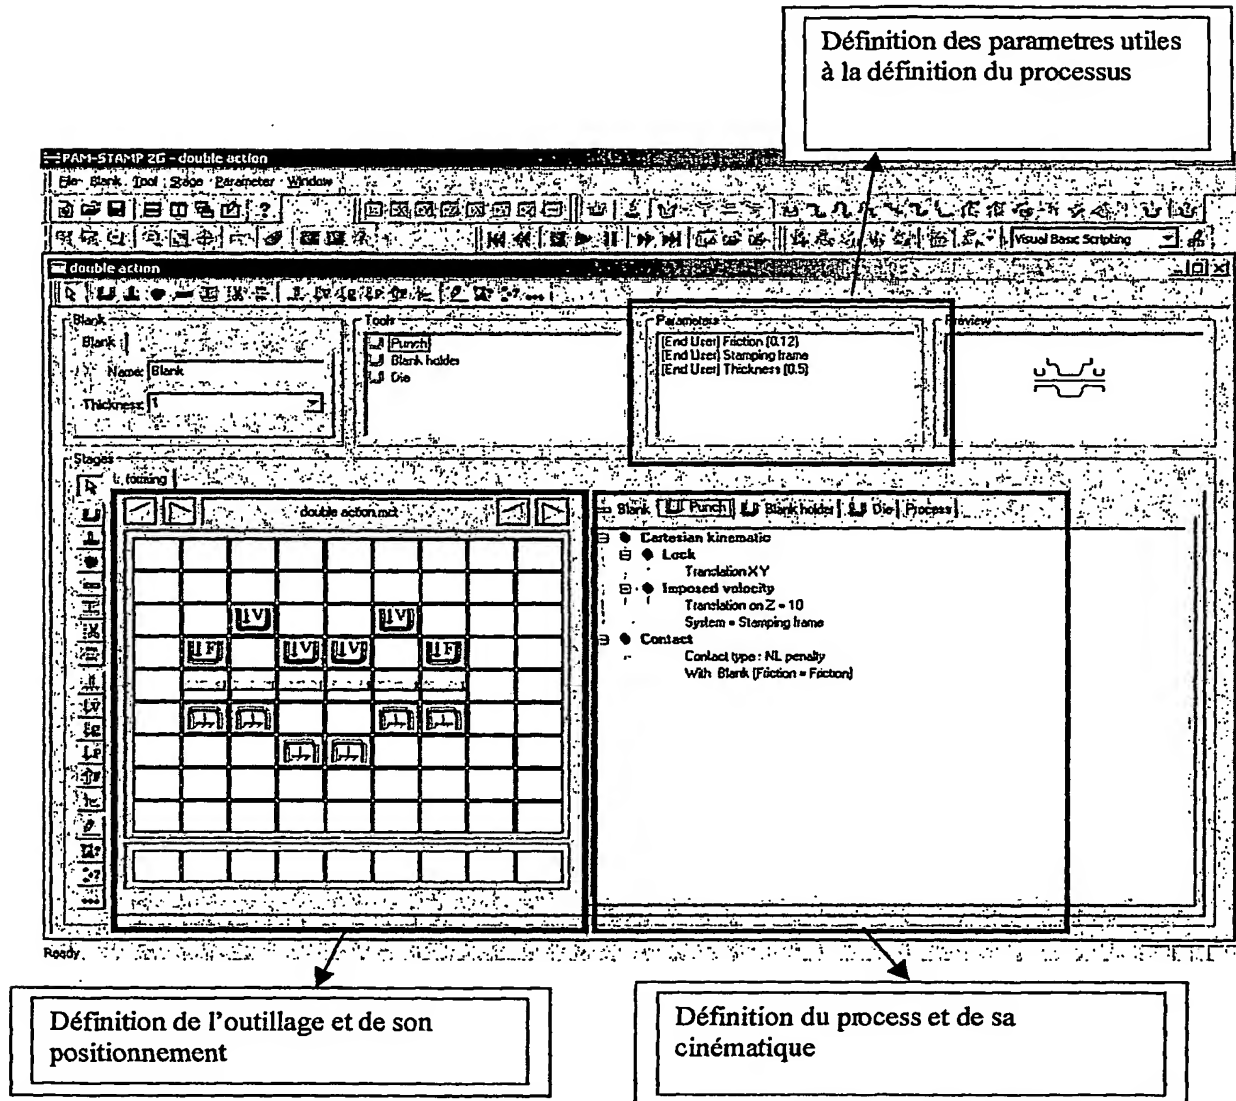 Définition des parametres utiles
à la définition du processus
PAM-STAMP 2G - double action
File Blank Tool Stage Parameter Window
Visual Basic Scripting
double action
Blank
Tools
Parameters
Preview
Blank
Name: Blank
Thickness: 1
Punch
Blank holder
Die
[End User] Friction (0.12)
[End User] Stamping frame
[End User] Thickness (0.5)
Stages
forming
double action.mct
Blank Punch Blank holder Die Process
Cartesian kinematic
Lock
Translation XY
Imposed velocity
Translation on Z = 10
System = Stamping frame
Contact
Contact type : NL penalty
With Blank (Friction = Friction)
V V
F V V F
Ready
Définition de l'outillage et de son
positionnement
Définition du process et de sa
cinématique